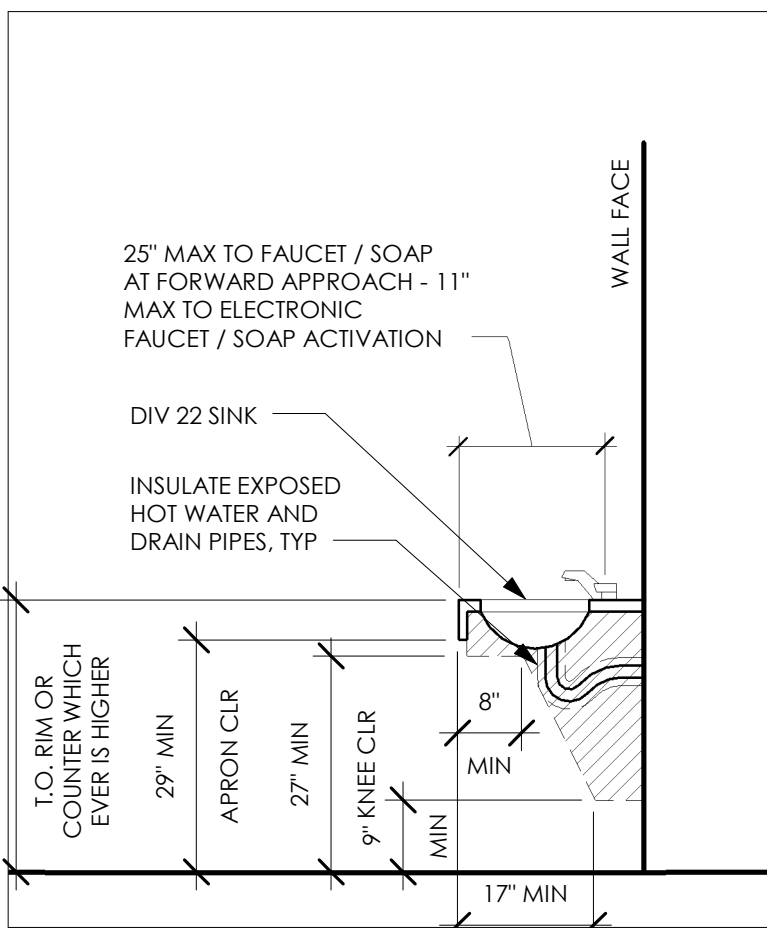 WALL FACE
25" MAX TO FAUCET / SOAP
AT FORWARD APPROACH - 11"
MAX TO ELECTRONIC
FAUCET / SOAP ACTIVATION
DIV 22 SINK
INSULATE EXPOSED
HOT WATER AND
DRAIN PIPES, TYP
T.O. RIM OR
COUNTER WHICH
EVER IS HIGHER
29" MIN
APRON CLR
27" MIN
9" KNEE CLR
MIN
8"
MIN
17" MIN